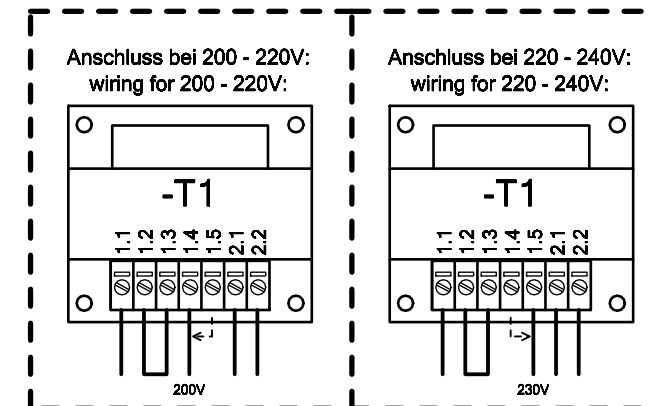 Anschluss bei 200 - 220V:
wiring for 200 - 220V:
-T1
1.1 1.2 1.3 1.4 1.5 2.1 2.2
200V
Anschluss bei 220 - 240V:
wiring for 220 - 240V:
-T1
1.1 1.2 1.3 1.4 1.5 2.1 2.2
230V